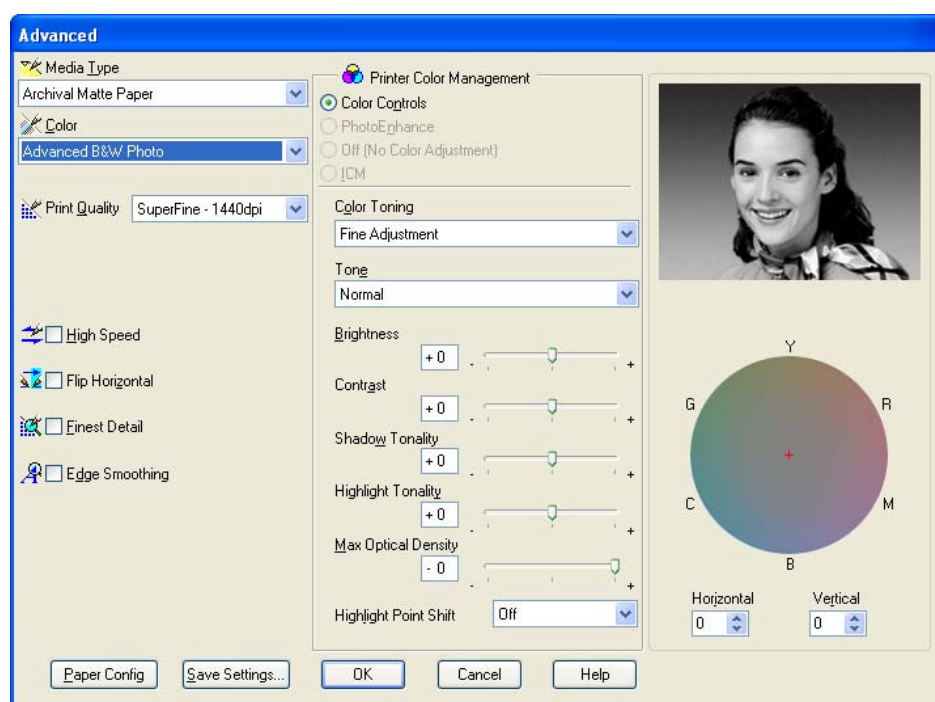 Advanced
Media Type
Archival Matte Paper
Color
Advanced B&W Photo
Print Quality SuperFine - 1440dpi
High Speed
Flip Horizontal
Finest Detail
Edge Smoothing
Printer Color Management
Color Controls
PhotoEnhance
Off (No Color Adjustment)
ICM
Color Toning
Fine Adjustment
Tone
Normal
Brightness
+ 0 - +
Contrast
+ 0 - +
Shadow Tonality
+ 0 - +
Highlight Tonality
+ 0 - +
Max Optical Density
- 0 - +
Highlight Point Shift Off
Y
G R
C M
B
Horizontal Vertical
0 0
Paper Config Save Settings... OK Cancel Help